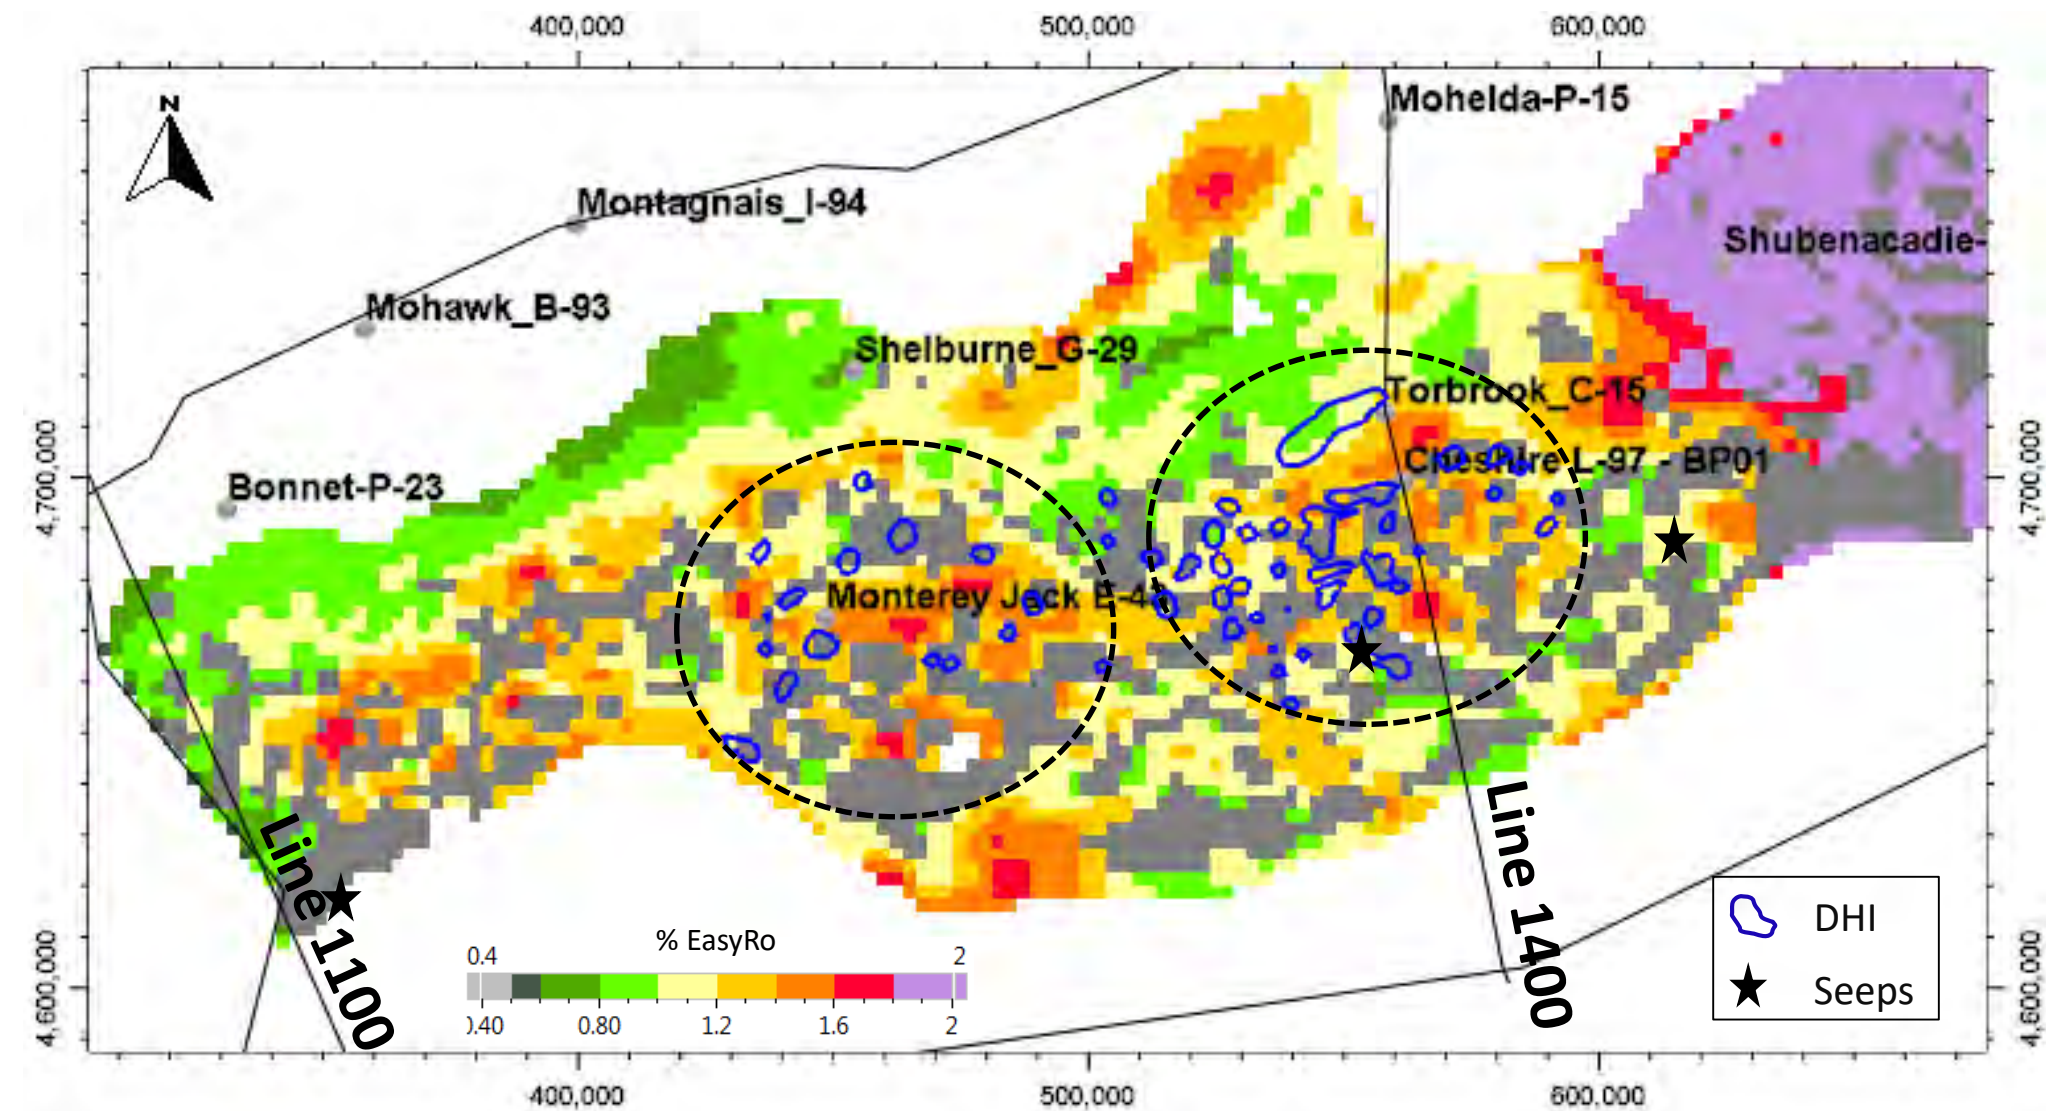 400,000
500,000
600,000
N
Mohelda-P-15
Montagnais_I-94
Shubenacadie-
Mohawk_B-93
Shelburne_G-29
Torbrook_C-15
4,700,000
Cheshire L-97 - BP01
4,700,000
Bonnet-P-23
Monterey Jack E-4
Line 1100
Line 1400
% EasyRo
0.4
2
).40
0.80
1.2
1.6
2
DHI
Seeps
4,600,000
4,600,000
400,000
500,000
600,000